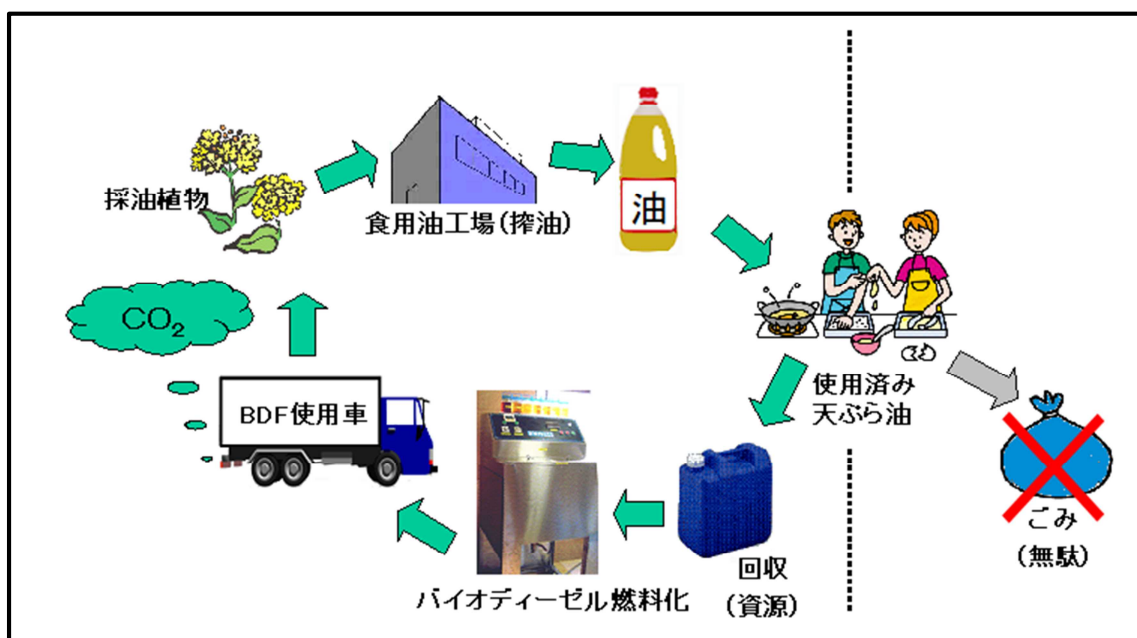 採油植物
食用油工場(搾油)
油
CO₂
BDF使用車
使用済み
天ぷら油
ごみ
(無駄)
回収
(資源)
バイオディーゼル燃料化